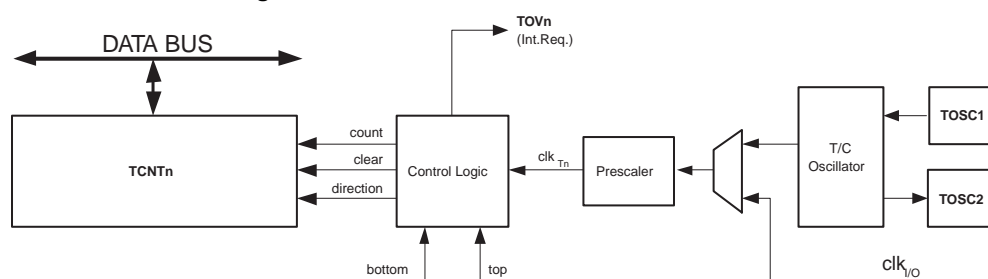 TOVn
(Int.Req.)
DATA BUS
TOSC1
count
T/C
Oscillator
TCNTn
clear
Control Logic
clk Tn
Prescaler
direction
TOSC2
bottom
top
clk I/O